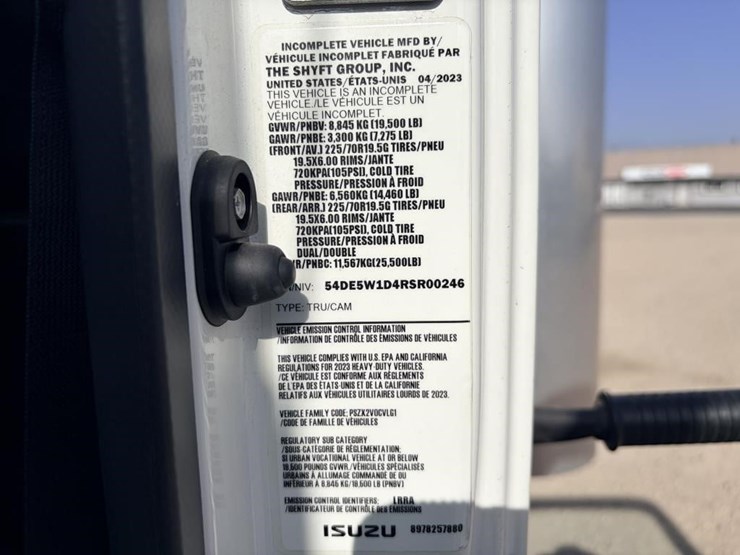 INCOMPLETE VEHICLE MFD BY/
VÉHICULE INCOMPLET FABRIQUÉ PAR
THE SHYFT GROUP, INC.
UNITED STATES/ÉTATS-UNIS 04/2023
THIS VEHICLE IS AN INCOMPLETE
VEHICLE./LE VÉHICULE EST UN
VÉHICULE INCOMPLET.
GVWR/PNBV: 8,845 KG (19,500 LB)
GAWR/PNBE: 3,300 KG (7,275 LB)
(FRONT/AV.) 225/70R19.5G TIRES/PNEU
19.5X6.00 RIMS/JANTE
720KPA(105PSI), COLD TIRE
PRESSURE/PRESSION À FROID
GAWR/PNBE: 6,560KG (14,460 LB)
(REAR/ARR.) 225/70R19.5G TIRES/PNEU
19.5X6.00 RIMS/JANTE
720KPA(105PSI), COLD TIRE
PRESSURE/PRESSION À FROID
DUAL/DOUBLE
R/PNBC: 11,567KG(25,500LB)
/NIV: 54DE5W1D4RSR00246
TYPE: TRU/CAM
VEHICLE EMISSION CONTROL INFORMATION
/INFORMATION DE CONTRÔLE DES ÉMISSIONS DE VÉHICULES
THIS VEHICLE COMPLIES WITH U.S. EPA AND CALIFORNIA
REGULATIONS FOR 2023 HEAVY-DUTY VEHICLES.
/CE VÉHICULE EST CONFORME AUX RÈGLEMENTS
DE L'EPA DES ÉTATS-UNIS ET DE LA CALIFORNIE
RELATIFS AUX VÉHICULES UTILITAIRES LOURDS DE 2023.
VEHICLE FAMILY CODE: PSZX2VOCVLG1
/CODE DE FAMILLE DE VÉHICULES
REGULATORY SUB CATEGORY
/SOUS-CATÉGORIE DE RÉGLEMENTATION:
SI URBAN VOCATIONAL VEHICLE AT OR BELOW
19,500 POUNDS GVWR./VÉHICULES SPÉCIALISÉS
URBAINS À ALLUMAGE COMMANDÉ DE OU
INFÉRIEUR À 8.845 KG/19,500 LB (PNBV)
EMISSION CONTROL IDENTIFIERS: LRRA
/IDENTIFICATEUR DE CONTRÔLE DES ÉMISSIONS
ISUZU 8978257880